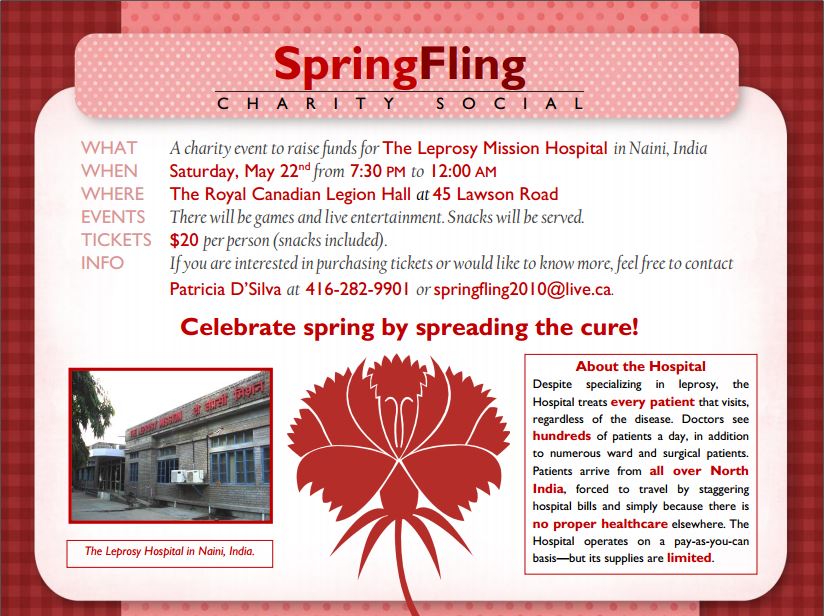 SpringFling
CHARITY SOCIAL
WHAT A charity event to raise funds for The Leprosy Mission Hospital in Naini, India
WHEN Saturday, May 22nd from 7:30 PM to 12:00 AM
WHERE The Royal Canadian Legion Hall at 45 Lawson Road
EVENTS There will be games and live entertainment. Snacks will be served.
TICKETS $20 per person (snacks included).
INFO If you are interested in purchasing tickets or would like to know more, feel free to contact
Patricia D'Silva at 416-282-9901 or springfling2010@live.ca.
Celebrate spring by spreading the cure!
THE LEPROSY MISSION दी लेप्रसी मिशन
The Leprosy Hospital in Naini, India.
About the Hospital
Despite specializing in leprosy, the
Hospital treats every patient that visits,
regardless of the disease. Doctors see
hundreds of patients a day, in addition
to numerous ward and surgical patients.
Patients arrive from all over North
India, forced to travel by staggering
hospital bills and simply because there is
no proper healthcare elsewhere. The
Hospital operates on a pay-as-you-can
basis—but its supplies are limited.